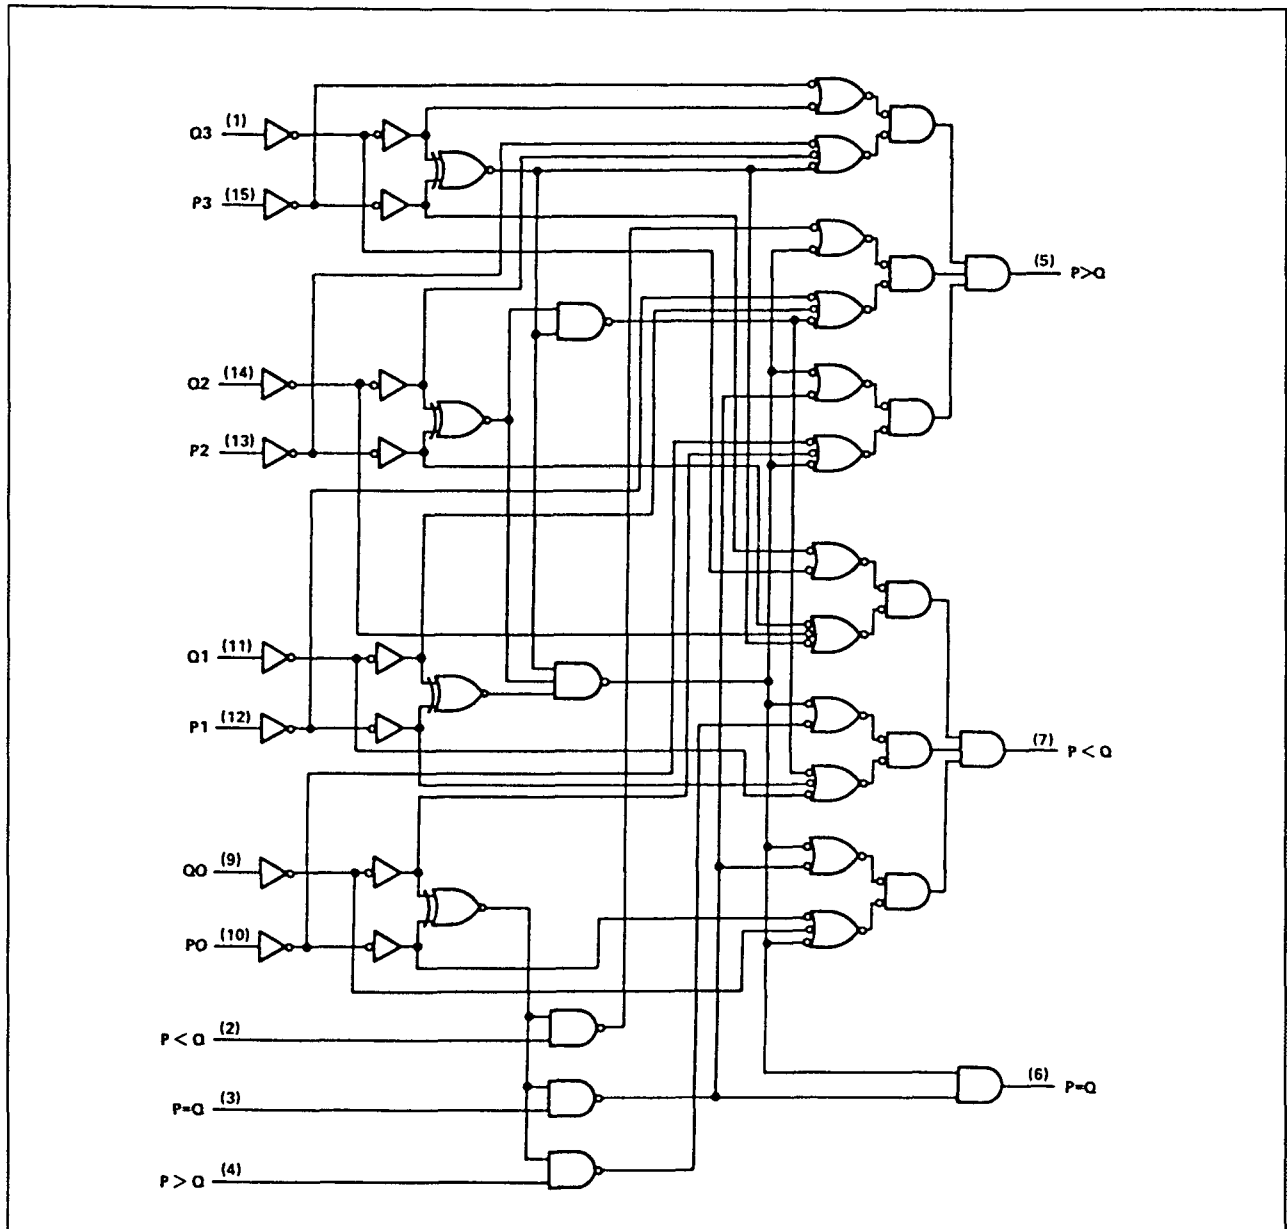 Q3 (1)
P3 (15)
P>Q (5)
Q2 (14)
P2 (13)
Q1 (11)
P1 (12)
(7) P < Q
Q0 (9)
P0 (10)
P < Q (2)
P=Q (3)
(6) P=Q
P > Q (4)